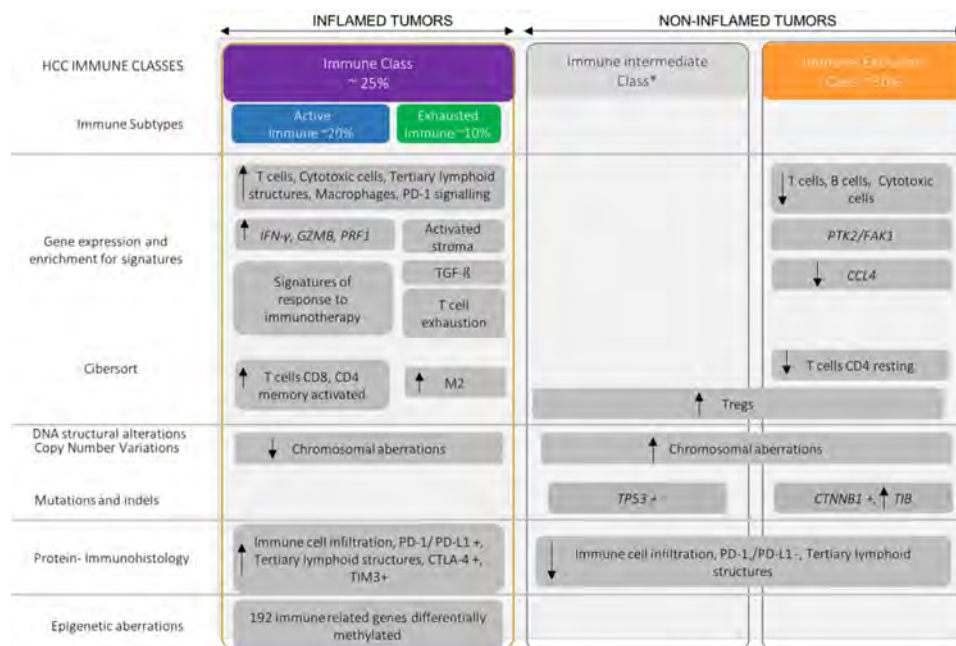 INFLAMED TUMORS
NON-INFLAMED TUMORS
HCC IMMUNE CLASSES
Immune Class
~ 25%
Immune intermediate
Class*
Immune
Class
Immune Subtypes
Active
Immune ~20%
Exhausted
Immune ~10%
Gene expression and
enrichment for signatures
↑ T cells, Cytotoxic cells, Tertiary lymphoid
structures, Macrophages, PD-1 signalling
↑ IFN-γ, GZMB, PRF1
Activated
stroma
Signatures of
response to
immunotherapy
TGF-ß
T cell
exhaustion
↓ T cells, B cells, Cytotoxic
cells
PTK2/FAK1
↓ CCL4
Cibersort
↑ T cells CD8, CD4
memory activated
↑ M2
↓ T cells CD4 resting
↑ Tregs
DNA structural alterations
Copy Number Variations
↓ Chromosomal aberrations
↑ Chromosomal aberrations
Mutations and indels
TP53 +
CTNNB1 +, ↑ TIB
Protein- Immunohistology
↑ Immune cell infiltration, PD-1/ PD-L1 +,
Tertiary lymphoid structures, CTLA-4 +,
TIM3+
↓ Immune cell infiltration, PD-1,/PD-L1-, Tertiary lymphoid
structures
Epigenetic aberrations
192 immune related genes differentially
methylated